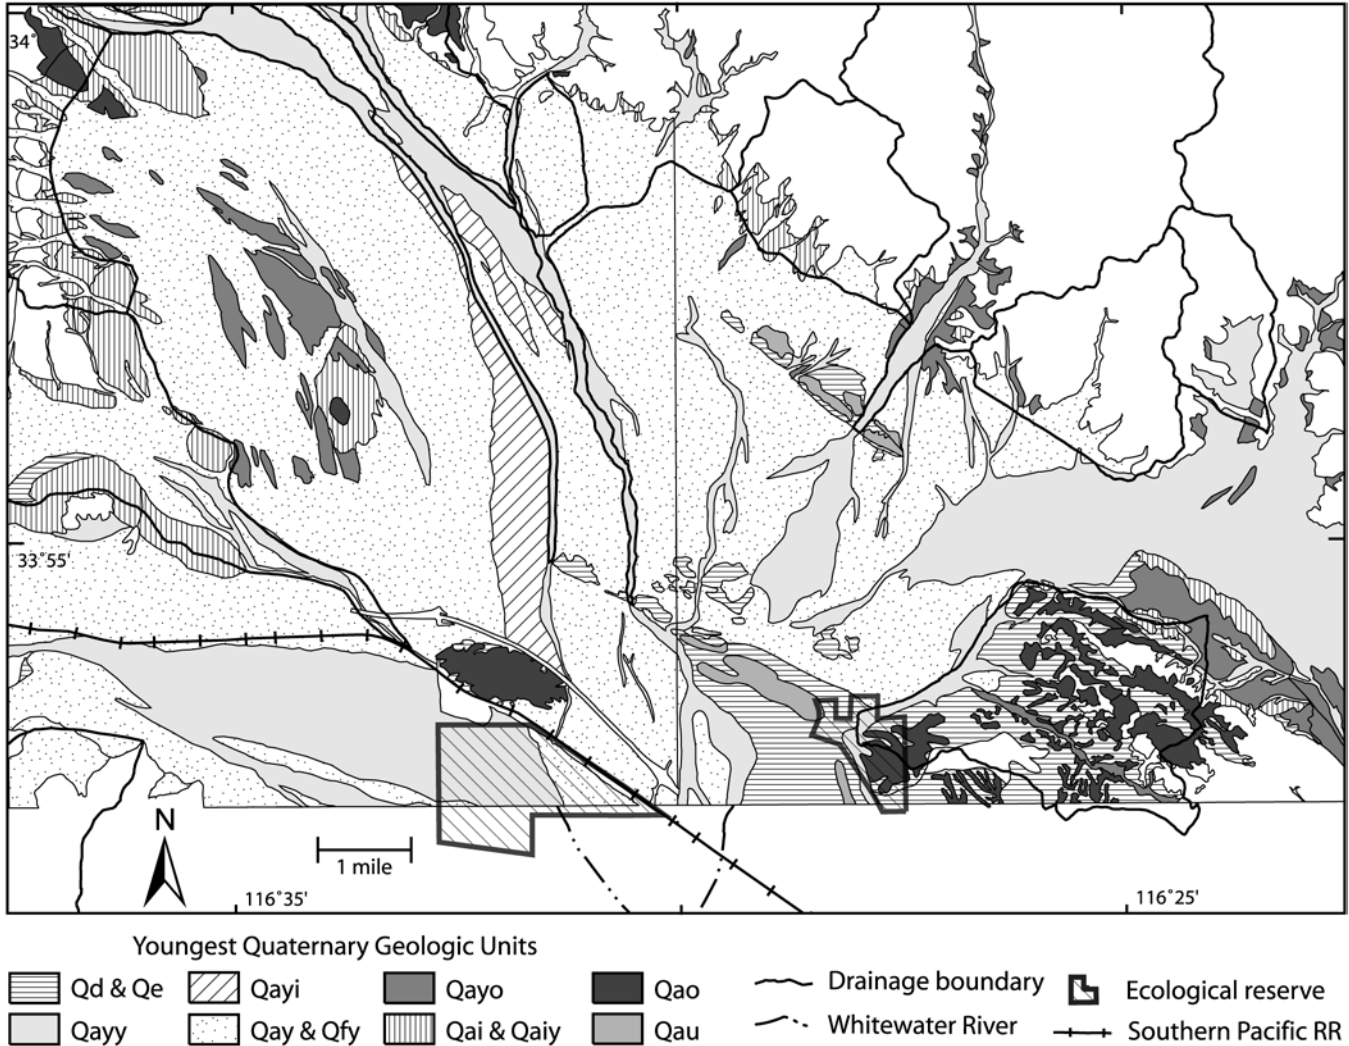 34°
33°55'
N
1 mile
116°35'
116°25'
Youngest Quaternary Geologic Units
Qd & Qe
Qayi
Qayo
Qao
Drainage boundary
Ecological reserve
Qayy
Qay & Qfy
Qai & Qaiy
Qau
Whitewater River
Southern Pacific RR